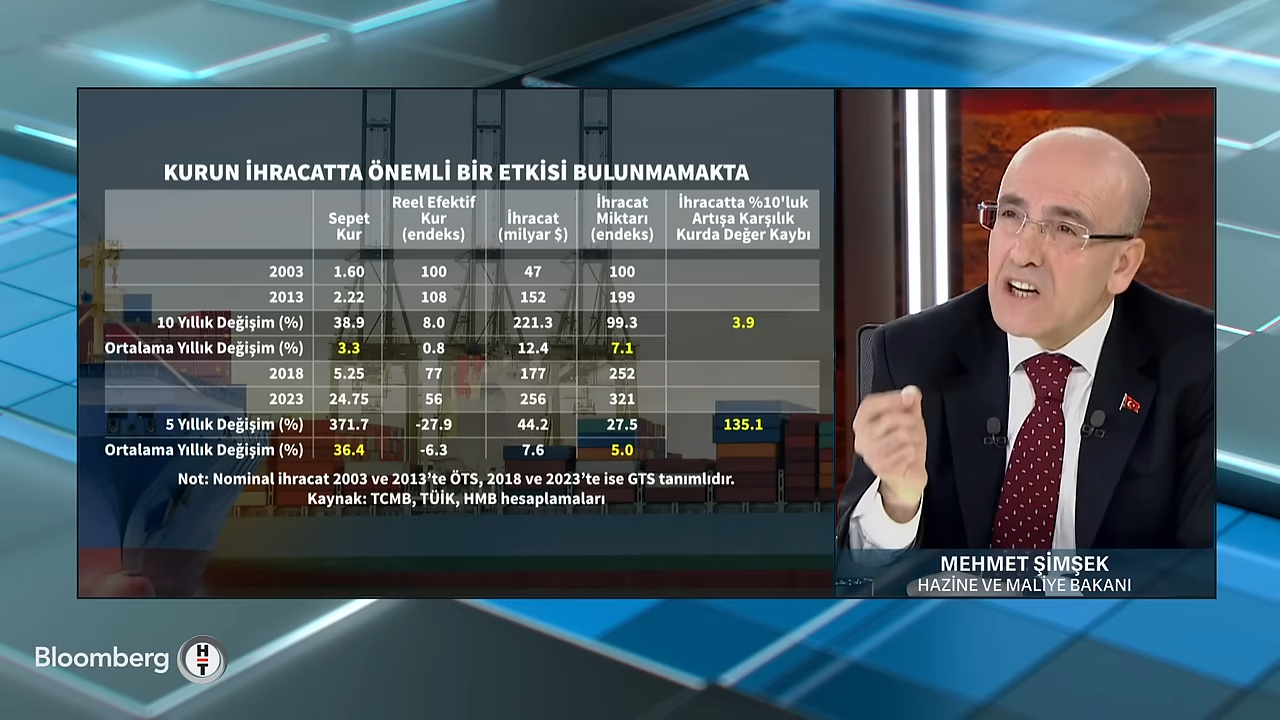 KURUN İHRACATTA ÖNEMLİ BİR ETKİSİ BULUNMAMAKTA
Sepet Kur | Reel Efektif Kur (endeks) | İhracat (milyar $) | İhracat Miktarı (endeks) | İhracatta %10'luk Artışa Karşılık Kurda Değer Kaybı
2003 1.60 100 47 100
2013 2.22 108 152 199
10 Yıllık Değişim (%) 38.9 8.0 221.3 99.3 3.9
Ortalama Yıllık Değişim (%) 3.3 0.8 12.4 7.1
2018 5.25 77 177 252
2023 24.75 56 256 321
5 Yıllık Değişim (%) 371.7 -27.9 44.2 27.5 135.1
Ortalama Yıllık Değişim (%) 36.4 -6.3 7.6 5.0
Not: Nominal ihracat 2003 ve 2013’te ÖTS, 2018 ve 2023’te ise GTS tanımlıdır.
Kaynak: TCMB, TÜİK, HMB hesaplamaları
MEHMET ŞİMŞEK
HAZİNE VE MALİYE BAKANI
Bloomberg HT